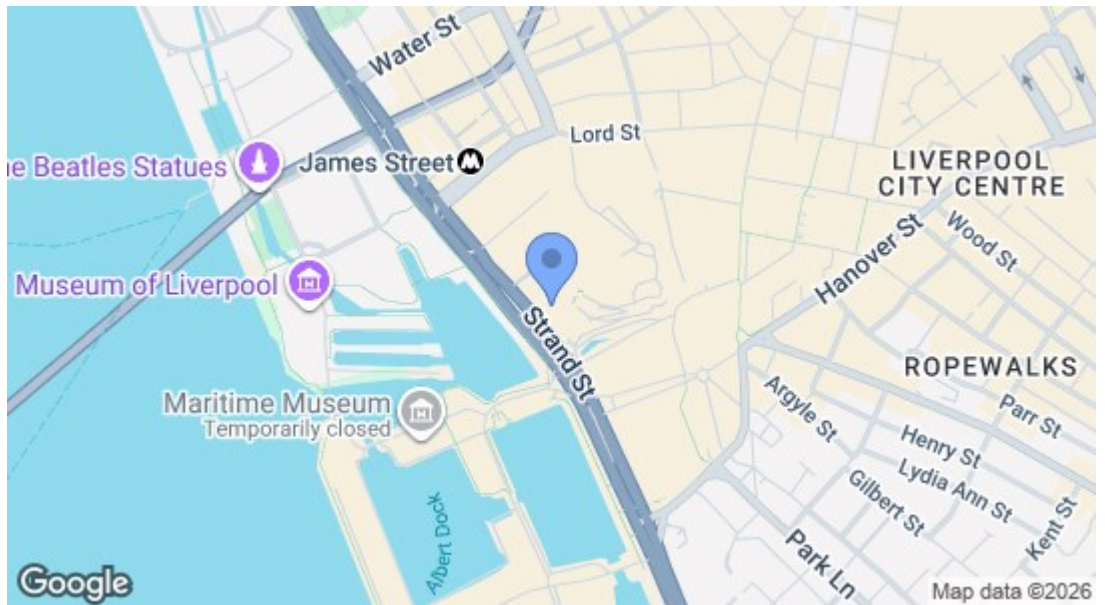 Water St
Lord St
James Street
M
he Beatles Statues
LIVERPOOL
CITY CENTRE
Wood St
Hanover St
Museum of Liverpool
Strand St
ROPEWALKS
Maritime Museum
Temporarily closed
Argyle St
Parr St
Henry St
Lydia Ann St
Gilbert St
Kent St
Albert Dock
Park Ln
Google
Map data ©2026